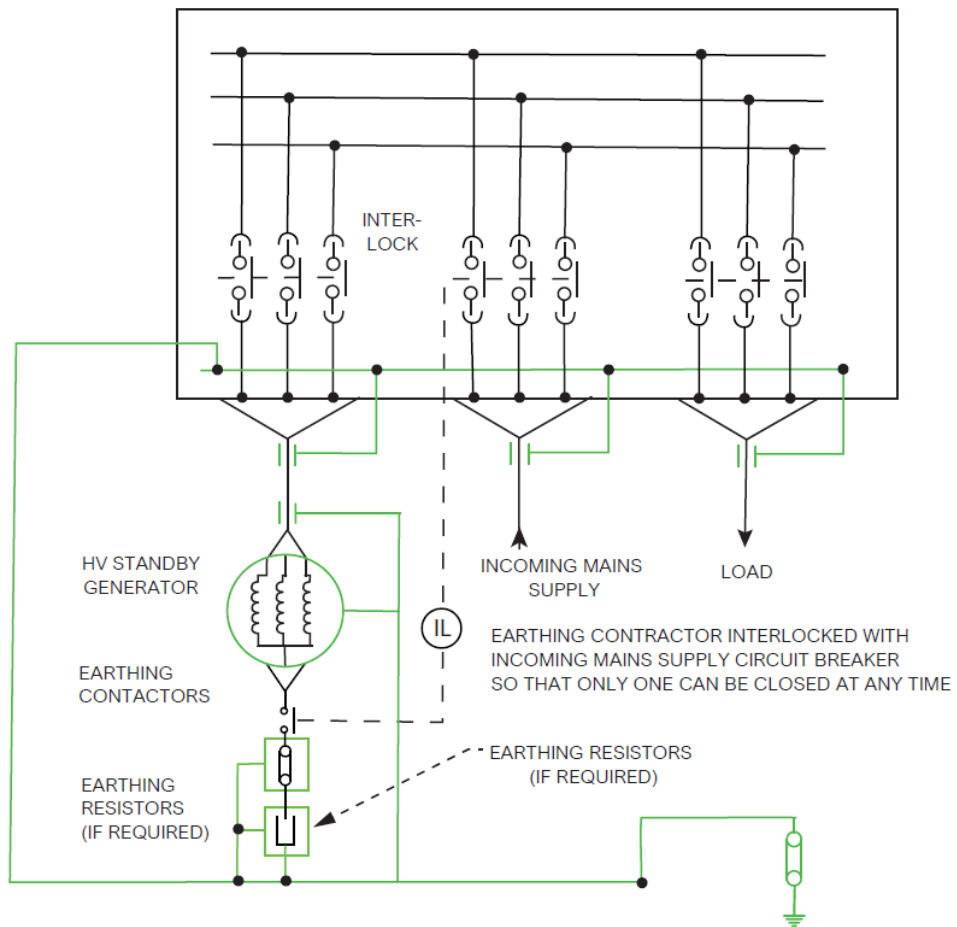 INTER-
LOCK
HV STANDBY
GENERATOR
INCOMING MAINS
SUPPLY
LOAD
IL
EARTHING CONTRACTOR INTERLOCKED WITH
INCOMING MAINS SUPPLY CIRCUIT BREAKER
SO THAT ONLY ONE CAN BE CLOSED AT ANY TIME
EARTHING
CONTACTORS
EARTHING RESISTORS
(IF REQUIRED)
EARTHING
RESISTORS
(IF REQUIRED)